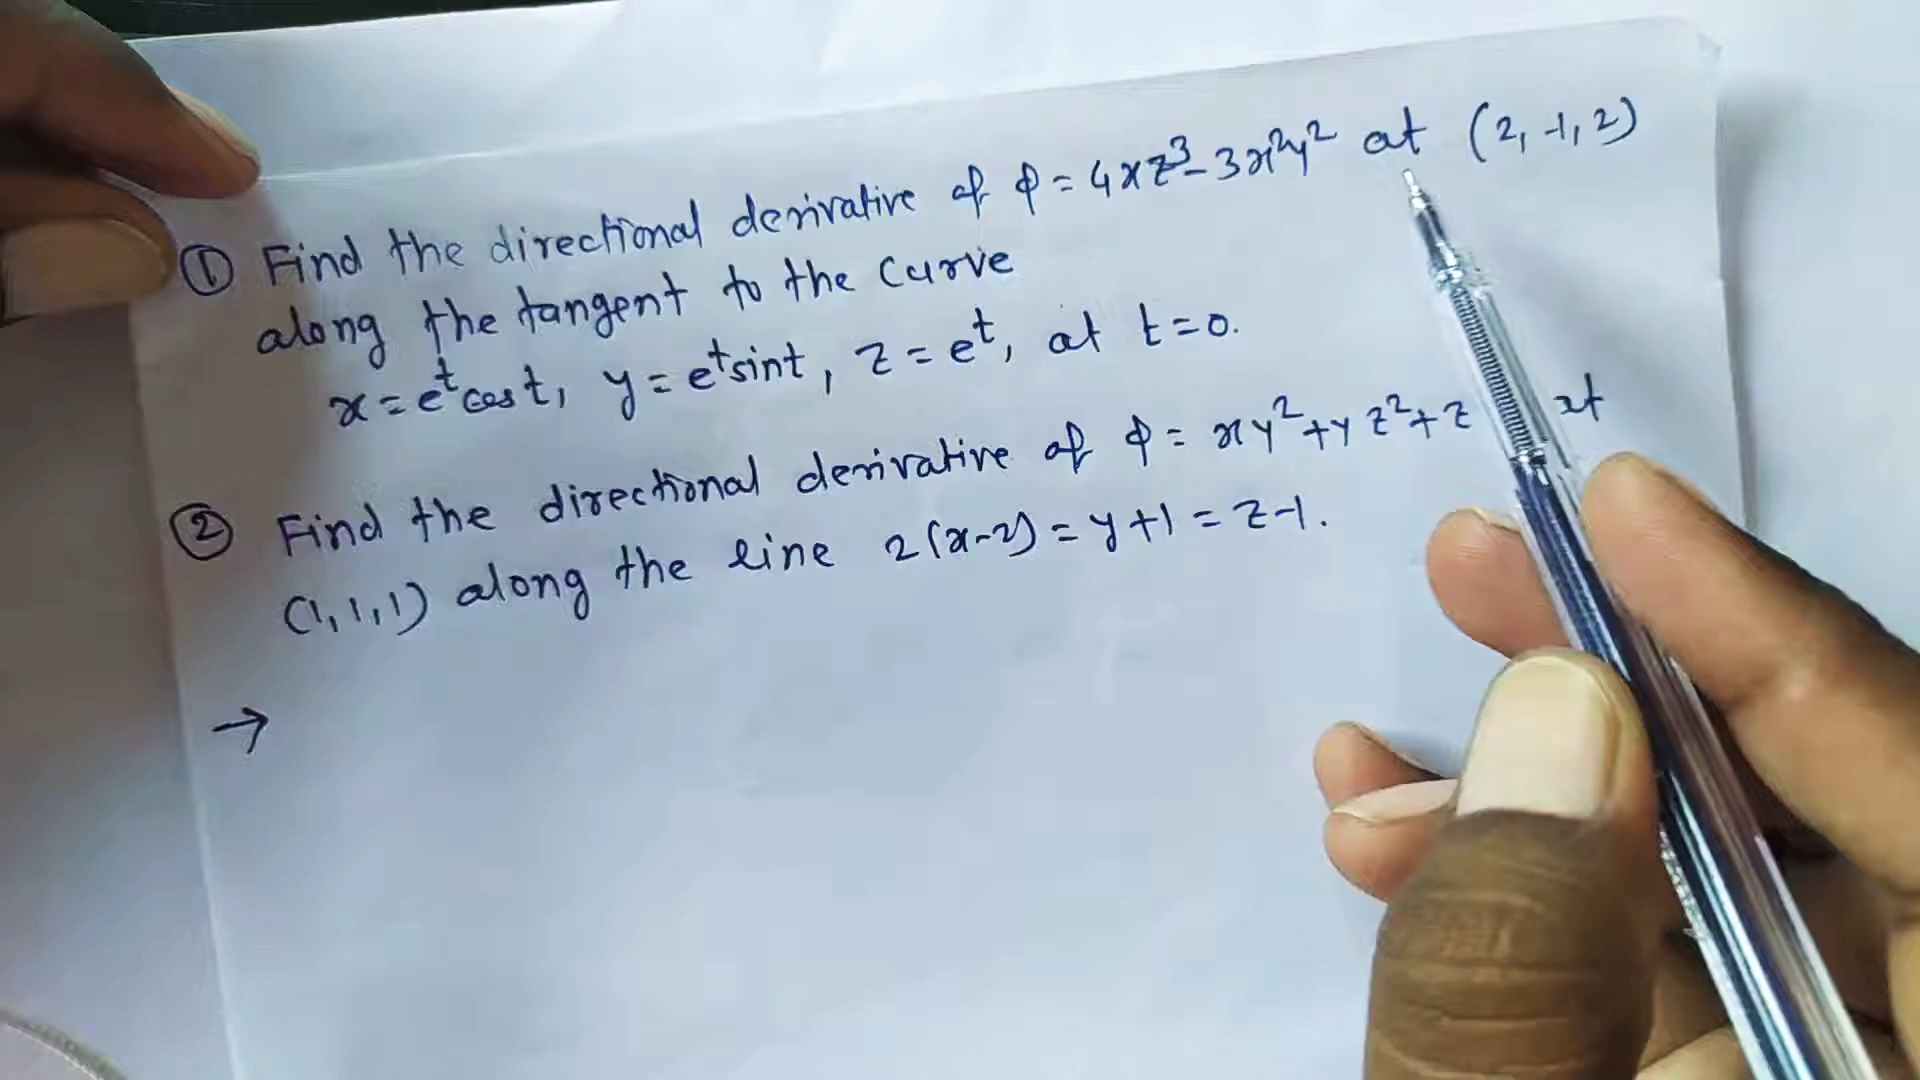 ① Find the directional derivative of φ = 4xz³ - 3x²y² at (2, -1, 2)
along the tangent to the curve
x = eᵗcost, y = eᵗsint, z = eᵗ, at t = 0.
② Find the directional derivative of φ = xy² + yz² + z at
(1, 1, 1) along the line 2(x-2) = y+1 = z-1.
→